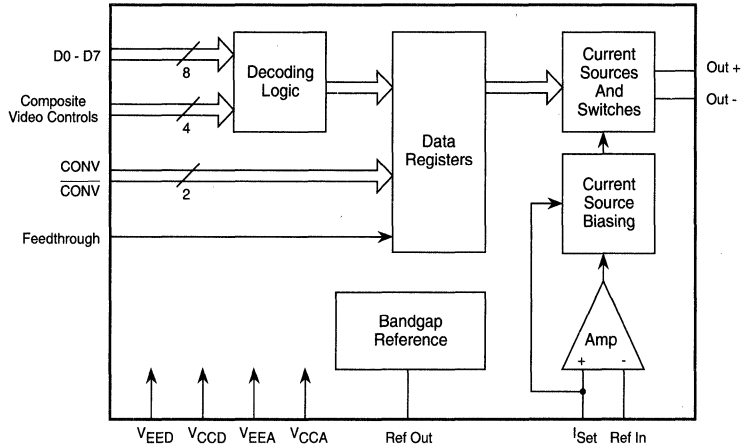 D0 - D7
8
Decoding
Logic
Composite
Video Controls
4
CONV
CONV
2
Feedthrough
Data
Registers
Current
Sources
And
Switches
Out +
Out -
Current
Source
Biasing
Amp
+ -
Bandgap
Reference
VEED VCCD VEEA VCCA Ref Out ISet Ref In